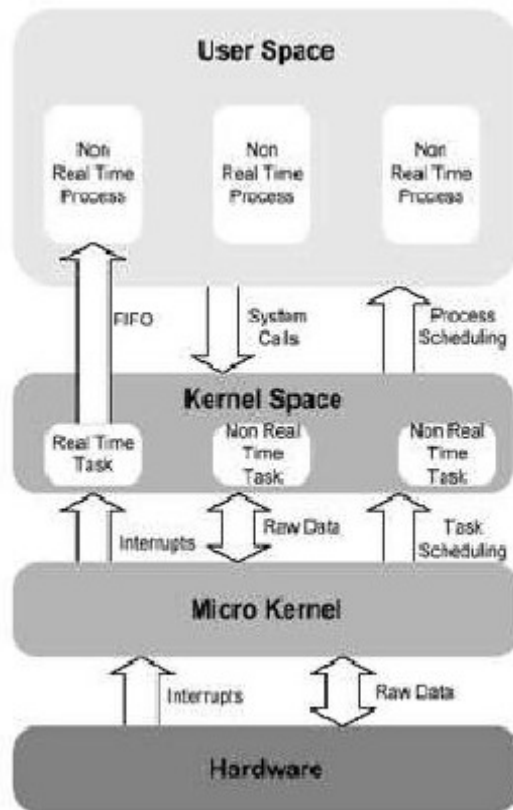 User Space
Non
Real Time
Process
Non
Real Time
Process
Non
Real Time
Process
FIFO
System
Calls
Process
Scheduling
Kernel Space
Real Time
Task
Non Real
Time
Task
Non Real
Time
Task
Interrupts
Raw Data
Task
Scheduling
Micro Kernel
Interrupts
Raw Data
Hardware